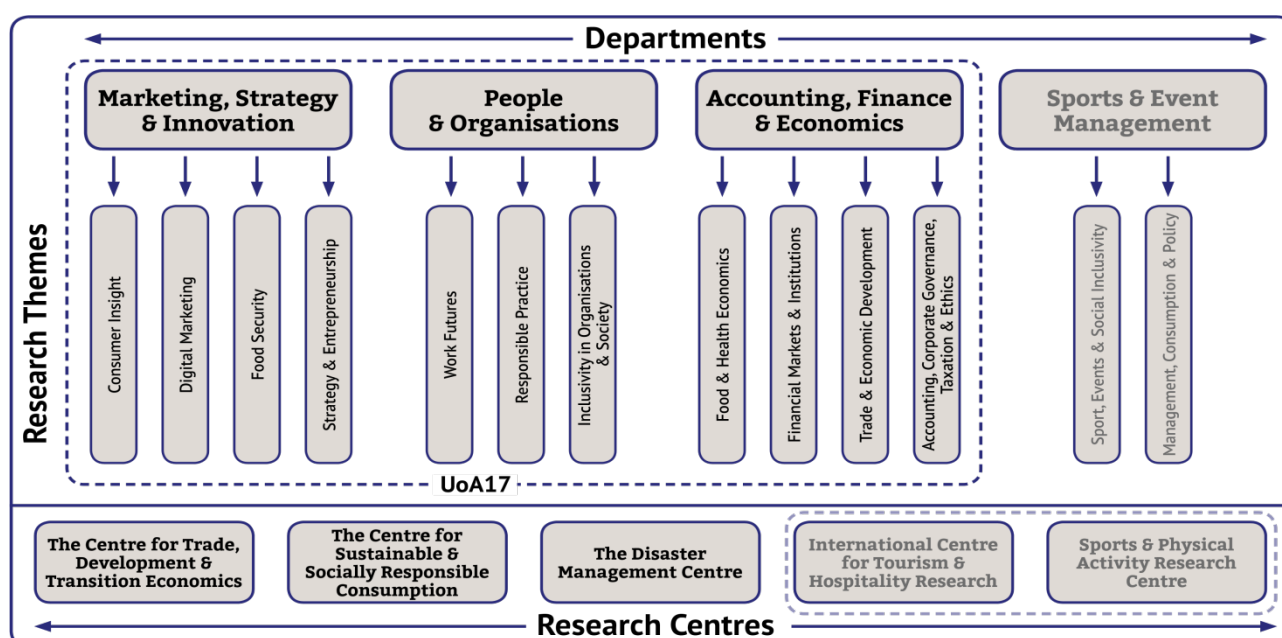 Departments
Marketing, Strategy
& Innovation
People
& Organisations
Accounting, Finance
& Economics
Sports & Event
Management
Research Themes
Consumer Insight
Digital Marketing
Food Security
Strategy & Entrepreneurship
Work Futures
Responsible Practice
Inclusivity in Organisations
& Society
Food & Health Economics
Financial Markets & Institutions
Trade & Economic Development
Accounting, Corporate Governance,
Taxation & Ethics
Sport, Events & Social Inclusivity
Management, Consumption & Policy
UoA17
The Centre for Trade,
Development &
Transition Economics
The Centre for
Sustainable &
Socially Responsible
Consumption
The Disaster
Management Centre
International Centre
for Tourism &
Hospitality Research
Sports & Physical
Activity Research
Centre
Research Centres